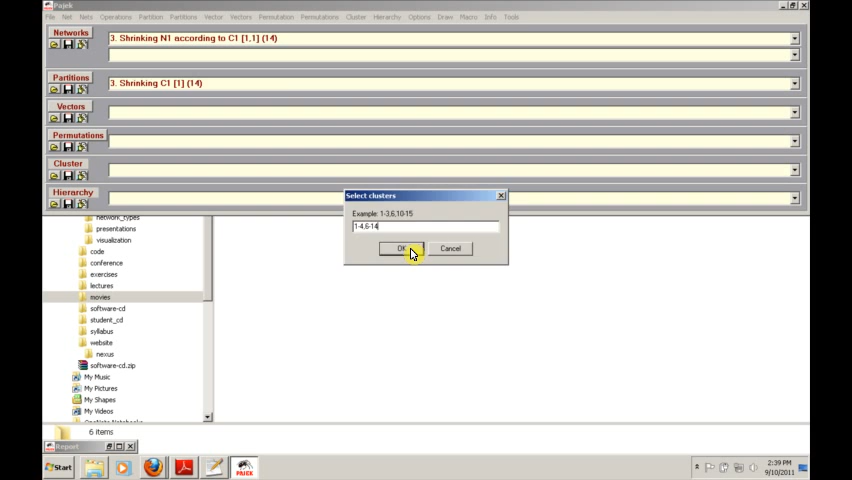 Pajek
File Net Nets Operations Partition Partitions Vector Vectors Permutation Permutations Cluster Hierarchy Options Draw Macro Info Tools
Networks
3. Shrinking N1 according to C1 [1,1] (14)
Partitions
3. Shrinking C1 [1] (14)
Vectors
Permutations
Cluster
Hierarchy
Select clusters
Example: 1-3,6,10-15
1-4,6-14
OK Cancel
network_types
presentations
visualization
code
conference
exercises
lectures
movies
software-cd
student_cd
syllabus
website
nexus
software-cd.zip
My Music
My Pictures
My Shapes
My Videos
OneNote Notebooks
6 items
Report
Start
PAJEK
2:39 PM
9/10/2011